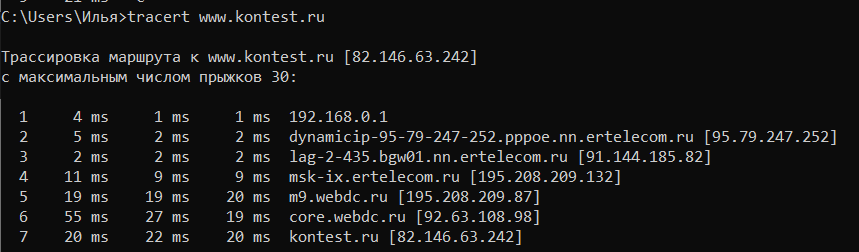 C:\Users\Илья>tracert www.kontest.ru
Трассировка маршрута к www.kontest.ru [82.146.63.242]
с максимальным числом прыжков 30:
1 4 ms 1 ms 1 ms 192.168.0.1
2 5 ms 2 ms 2 ms dynamicip-95-79-247-252.pppoe.nn.ertelecom.ru [95.79.247.252]
3 2 ms 2 ms 2 ms lag-2-435.bgw01.nn.ertelecom.ru [91.144.185.82]
4 11 ms 9 ms 9 ms msk-ix.ertelecom.ru [195.208.209.132]
5 19 ms 19 ms 20 ms m9.webdc.ru [195.208.209.87]
6 55 ms 27 ms 19 ms core.webdc.ru [92.63.108.98]
7 20 ms 22 ms 20 ms kontest.ru [82.146.63.242]